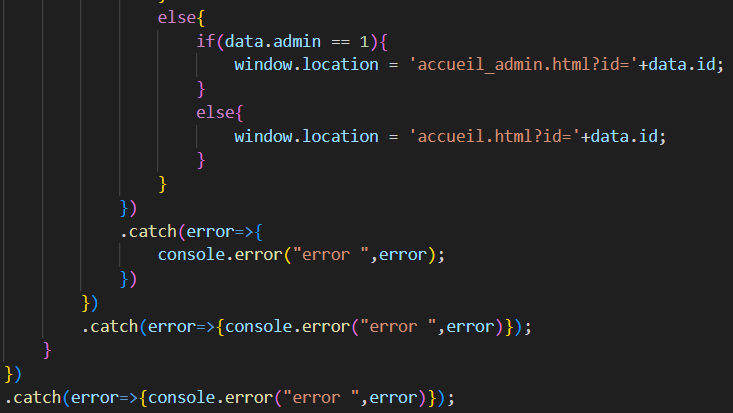 else{
if(data.admin == 1){
window.location = 'accueil_admin.html?id='+data.id;
}
else{
window.location = 'accueil.html?id='+data.id;
}
}
})
.catch(error=>{
console.error("error ",error);
})
})
.catch(error=>{console.error("error ",error)});
}
})
.catch(error=>{console.error("error ",error)});